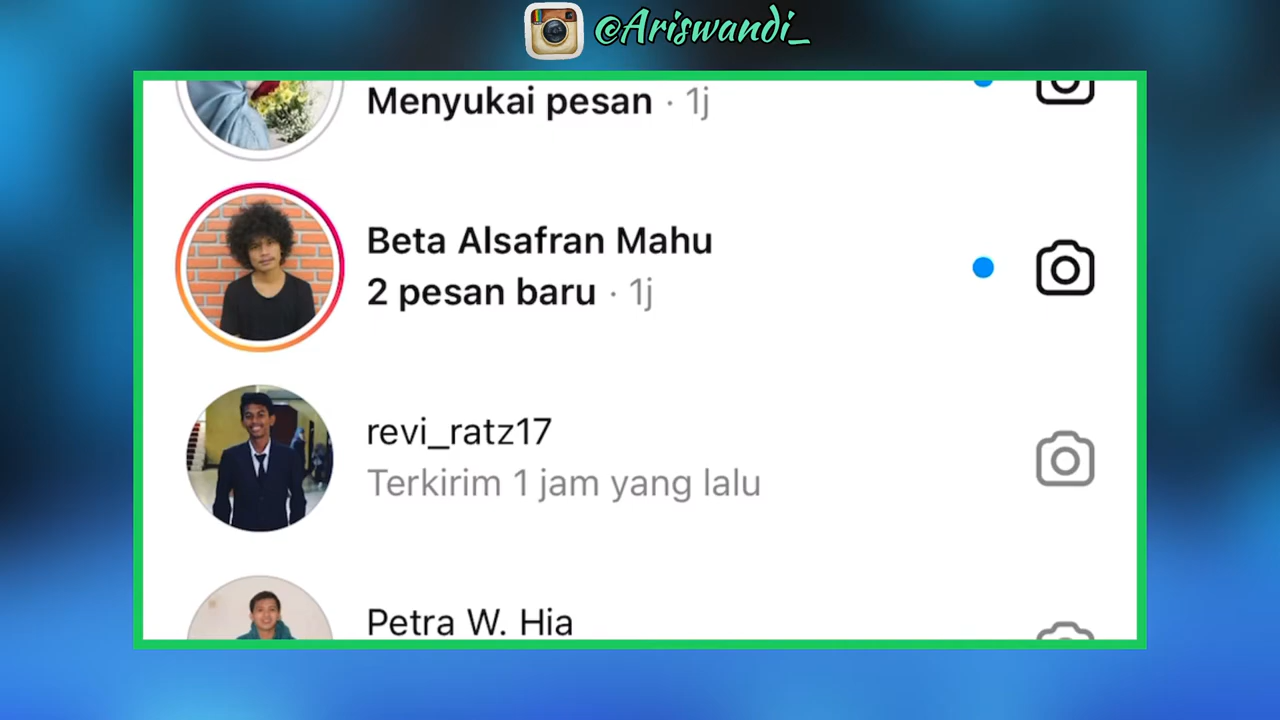 @Ariswandi_
Menyukai pesan · 1j
Beta Alsafran Mahu
2 pesan baru · 1j
revi_ratz17
Terkirim 1 jam yang lalu
Petra W. Hia